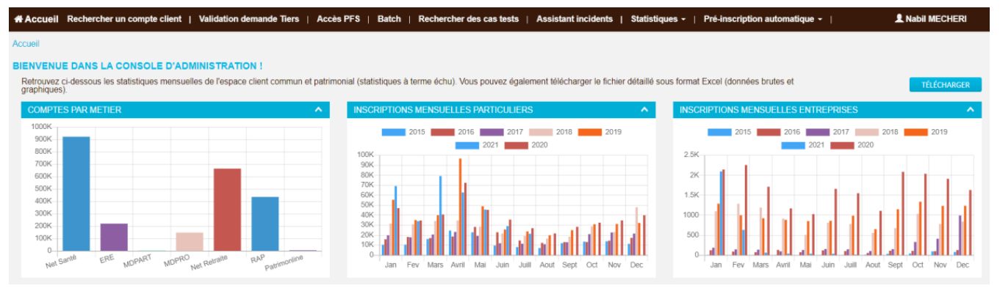 Accueil Rechercher un compte client | Validation demande Tiers | Accès PFS | Batch | Rechercher des cas tests | Assistant incidents | Statistiques | Pré-inscription automatique | Nabil MECHERI
Accueil
BIENVENUE DANS LA CONSOLE D'ADMINISTRATION !
Retrouvez ci-dessous les statistiques mensuelles de l'espace client commun et patrimonial (statistiques à terme échu). Vous pouvez également télécharger le fichier détaillé sous format Excel (données brutes et
graphiques).
TÉLÉCHARGER
COMPTES PAR METIER
1000K
900K
800K
700K
600K
500K
400K
300K
200K
100K
0
Net Santé ERE MDPART MDPRO Net Retraite RAP Patrimonline
INSCRIPTIONS MENSUELLES PARTICULIERS
2015 2016 2017 2018 2019
2021 2020
100K
90K
80K
70K
60K
50K
40K
30K
20K
10K
0
Jan Fev Mars Avril Mai Juin Juill Aout Sept Oct Nov Dec
INSCRIPTIONS MENSUELLES ENTREPRISES
2015 2016 2017 2018 2019
2021 2020
2.5K
2K
1.5K
1000
500
0
Jan Fev Mars Avril Mai Juin Juill Aout Sept Oct Nov Dec